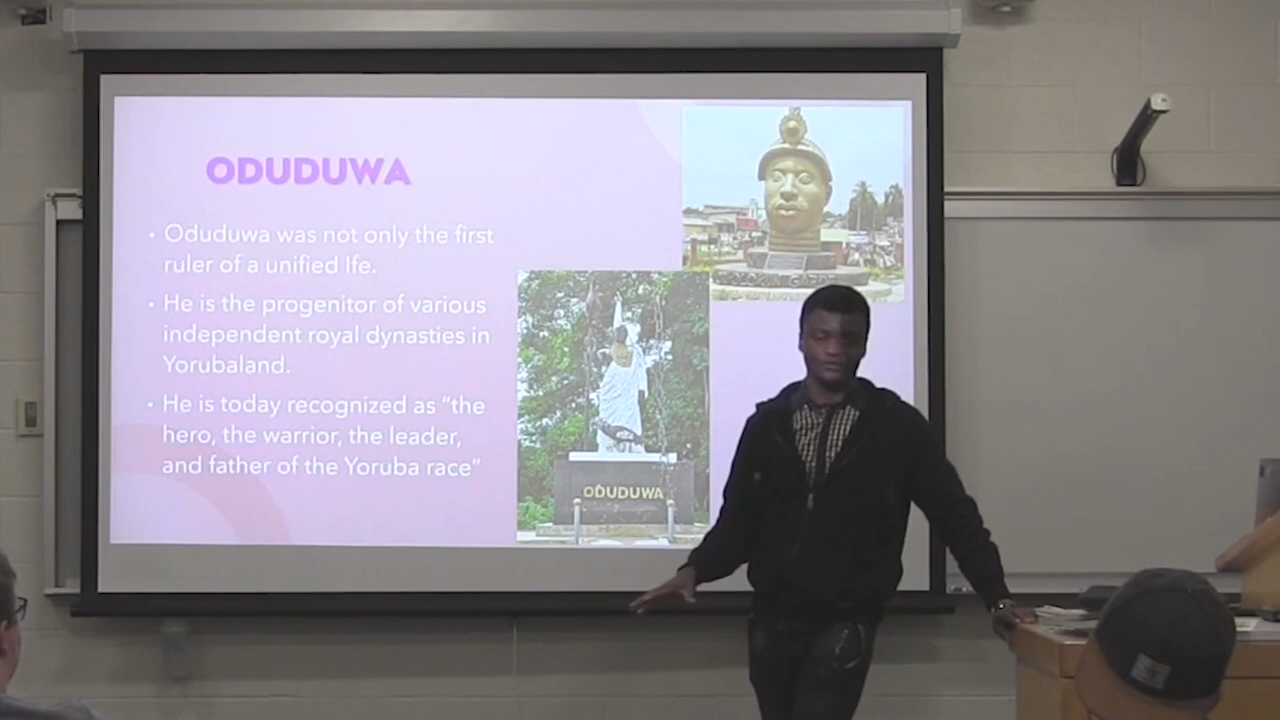 ODUDUWA
• Oduduwa was not only the first
ruler of a unified Ife.
• He is the progenitor of various
independent royal dynasties in
Yorubaland.
• He is today recognized as “the
hero, the warrior, the leader,
and father of the Yoruba race”
ODUDUWA